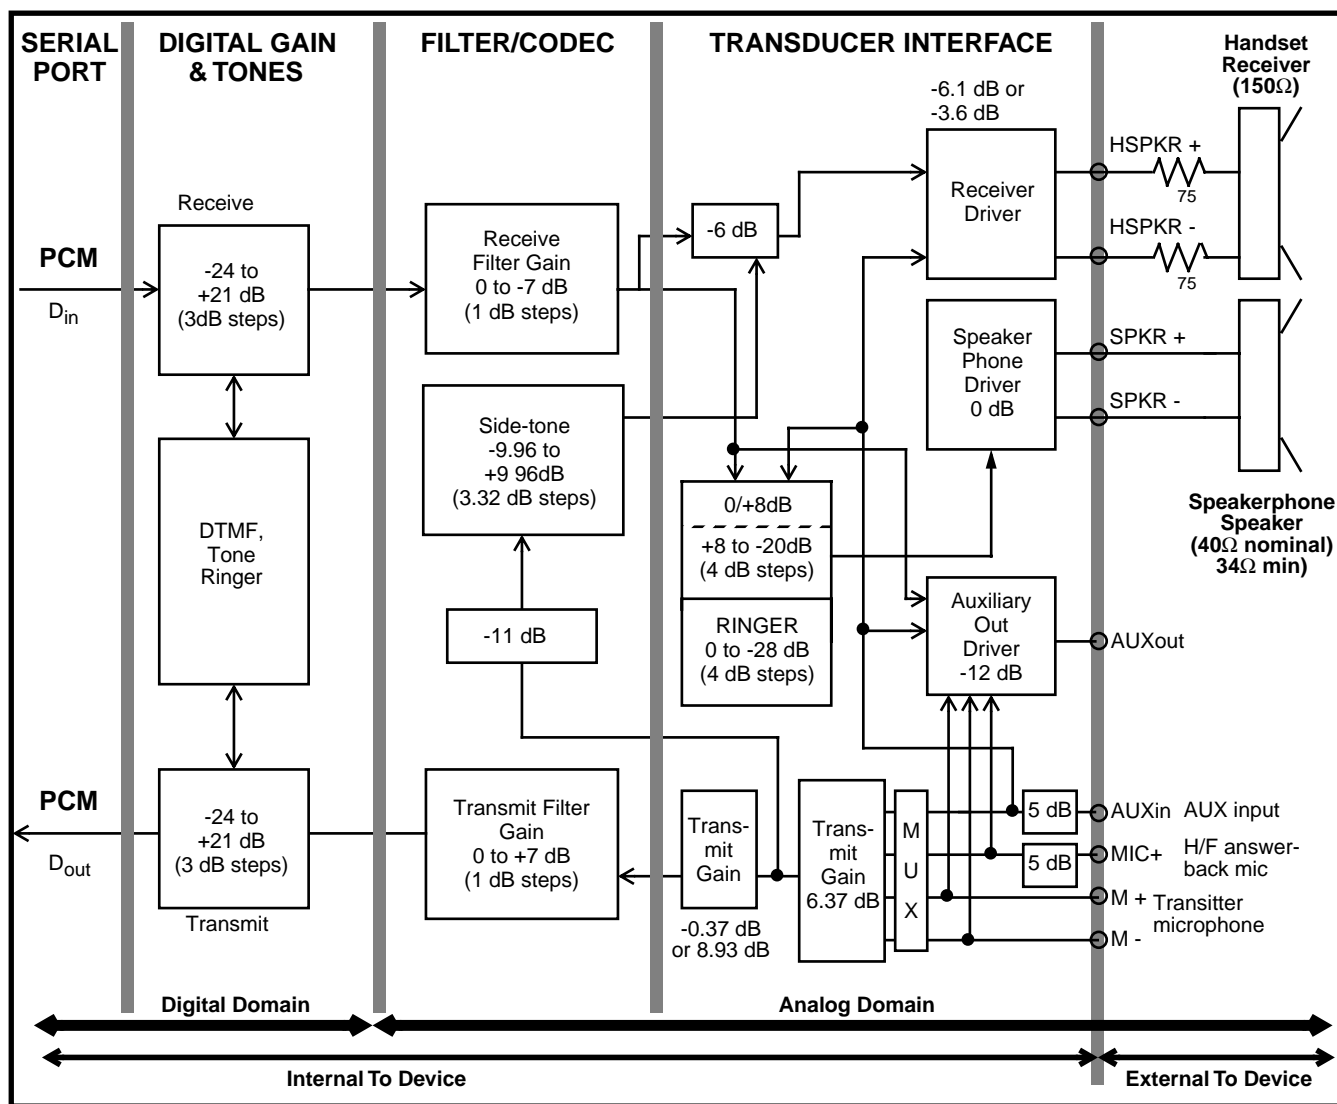 SERIAL
PORT
DIGITAL GAIN
& TONES
FILTER/CODEC
TRANSDUCER INTERFACE
Handset
Receiver
(150Ω)
-6.1 dB or
-3.6 dB
HSPKR +
75
Receive
Receiver
Driver
-6 dB
Receive
Filter Gain
0 to -7 dB
(1 dB steps)
HSPKR -
75
PCM
Din
-24 to
+21 dB
(3dB steps)
Speaker
Phone
Driver
0 dB
SPKR +
SPKR -
Side-tone
-9.96 to
+9 96dB
(3.32 dB steps)
0/+8dB
+8 to -20dB
(4 dB steps)
Speakerphone
Speaker
(40Ω nominal)
34Ω min)
DTMF,
Tone
Ringer
-11 dB
RINGER
0 to -28 dB
(4 dB steps)
Auxiliary
Out
Driver
-12 dB
AUXout
PCM
Dout
-24 to
+21 dB
(3 dB steps)
Transmit
Transmit Filter
Gain
0 to +7 dB
(1 dB steps)
Trans-
mit
Gain
-0.37 dB
or 8.93 dB
Trans-
mit
Gain
6.37 dB
M
U
X
5 dB
AUXin
AUX input
5 dB
MIC+
H/F answer-
back mic
M +
Transitter
microphone
M -
Digital Domain
Analog Domain
Internal To Device
External To Device